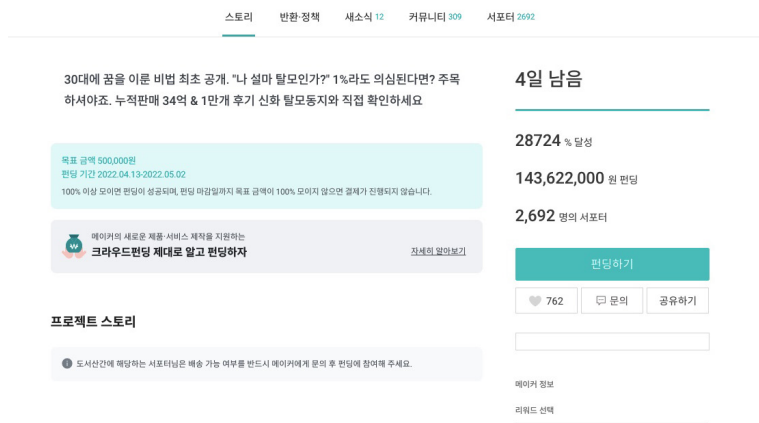 스토리 반환·정책 새소식 12 커뮤니티 309 서포터 2692
30대에 꿈을 이룬 비법 최초 공개. "나 설마 탈모인가?" 1%라도 의심된다면? 주목
하셔야죠. 누적판매 34억 & 1만개 후기 신화 탈모동지와 직접 확인하세요
목표 금액 500,000원
펀딩 기간 2022.04.13-2022.05.02
100% 이상 모이면 펀딩이 성공되며, 펀딩 마감일까지 목표 금액이 100% 모이지 않으면 결제가 진행되지 않습니다.
메이커의 새로운 제품·서비스 제작을 지원하는
크라우드펀딩 제대로 알고 펀딩하자
자세히 알아보기
프로젝트 스토리
도서산간에 해당하는 서포터님은 배송 가능 여부를 반드시 메이커에게 문의 후 펀딩에 참여해 주세요.
4일 남음
28724 % 달성
143,622,000 원 펀딩
2,692 명의 서포터
펀딩하기
762 문의 공유하기
메이커 정보
리워드 선택